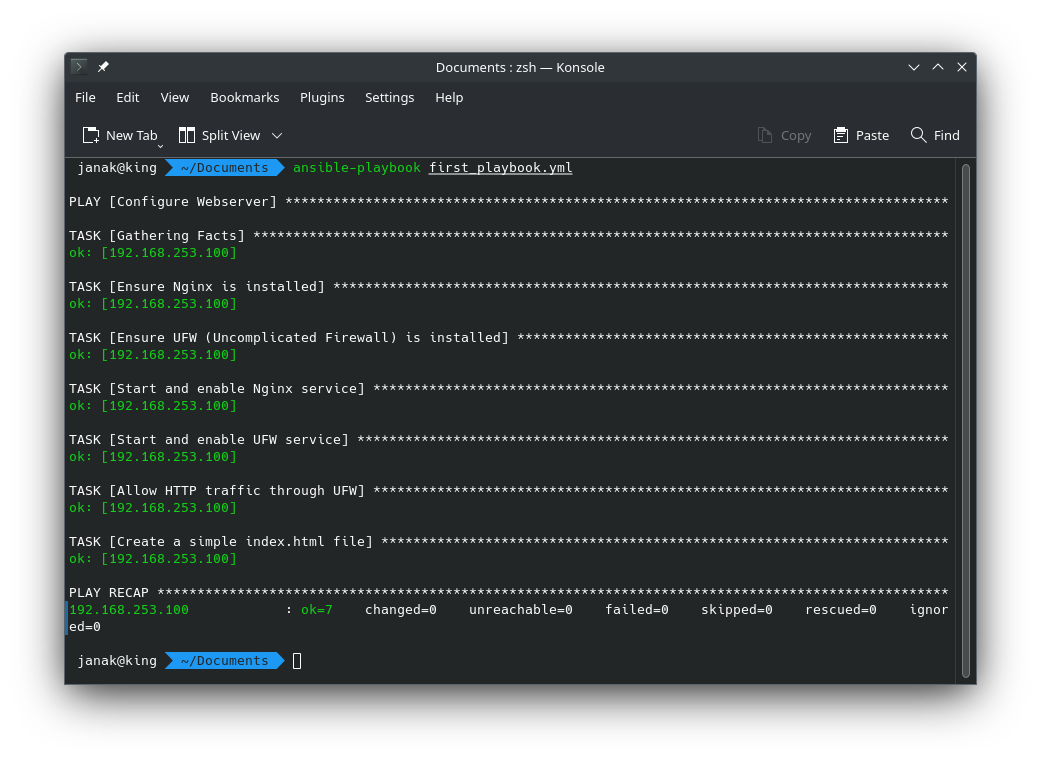 Documents : zsh — Konsole
File Edit View Bookmarks Plugins Settings Help
New Tab Split View Copy Paste Find
janak@king ~/Documents ansible-playbook first_playbook.yml
PLAY [Configure Webserver] ***********************************************************************************
TASK [Gathering Facts] ***************************************************************************************
ok: [192.168.253.100]
TASK [Ensure Nginx is installed] *****************************************************************************
ok: [192.168.253.100]
TASK [Ensure UFW (Uncomplicated Firewall) is installed] ******************************************************
ok: [192.168.253.100]
TASK [Start and enable Nginx service] ************************************************************************
ok: [192.168.253.100]
TASK [Start and enable UFW service] **************************************************************************
ok: [192.168.253.100]
TASK [Allow HTTP traffic through UFW] ************************************************************************
ok: [192.168.253.100]
TASK [Create a simple index.html file] ***********************************************************************
ok: [192.168.253.100]
PLAY RECAP ***************************************************************************************************
192.168.253.100            : ok=7    changed=0    unreachable=0    failed=0    skipped=0    rescued=0    ignor
ed=0
janak@king ~/Documents